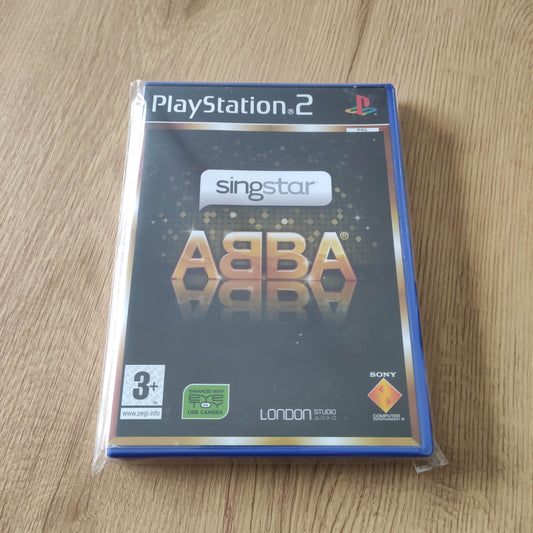 PlayStation®2
PAL
singstar™
ABBA®
3+
www.pegi.info
ENHANCED WITH
EYE
TOY
USB CAMERA
LONDON STUDIO
SONY
COMPUTER
ENTERTAINMENT®